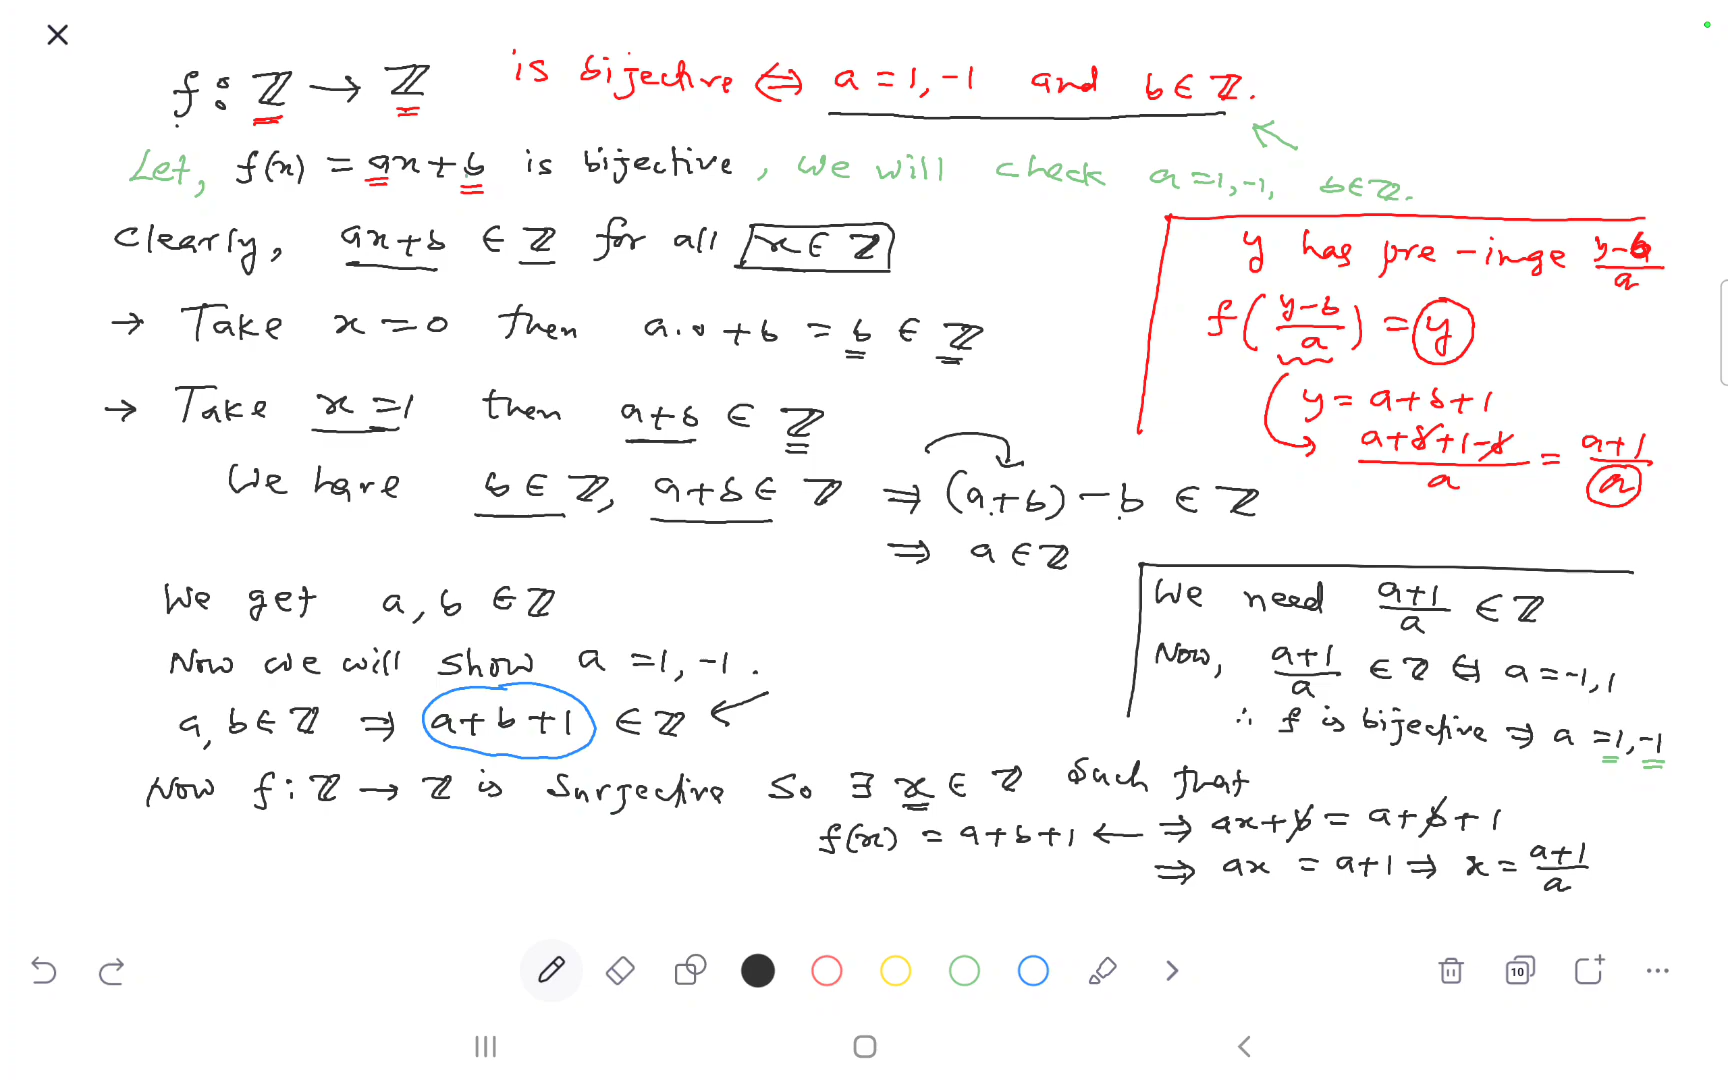 f : ℤ → ℤ is bijective ⇔ a = 1, -1 and b ∈ ℤ.
Let, f(x) = ax+b is bijective, we will check a = 1, -1, b ∈ ℤ.
Clearly, ax+b ∈ ℤ for all x ∈ ℤ
→ Take x = 0 then a.0 + b = b ∈ ℤ
→ Take x = 1 then a+b ∈ ℤ
We have b ∈ ℤ, a+b ∈ ℤ ⇒ (a+b) - b ∈ ℤ
⇒ a ∈ ℤ
y has pre-imge y-b/a
f(y-b/a) = y
y = a+b+1
a+b+1-b/a = a+1/a
We get a, b ∈ ℤ
Now we will show a = 1, -1.
a, b ∈ ℤ ⇒ a+b+1 ∈ ℤ
We need a+1/a ∈ ℤ
Now, a+1/a ∈ ℤ ⇔ a = -1, 1
∴ f is bijective ⇒ a = 1, -1
Now f : ℤ → ℤ is surjective so ∃ x ∈ ℤ such that
f(x) = a+b+1 ← ⇒ ax+b = a+b+1
⇒ ax = a+1 ⇒ x = a+1/a
10